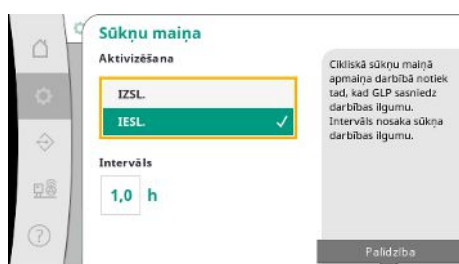 Sūkņu maiņa
Aktivizēšana
IZSL.
IESL.
Intervāls
1,0 h
Cikliskā sūkņu maiņā
apmaiņa darbībā notiek
tad, kad GLP sasniedz
darbības ilgumu.
Intervāls nosaka sūkņa
darbības ilgumu.
Palīdzība